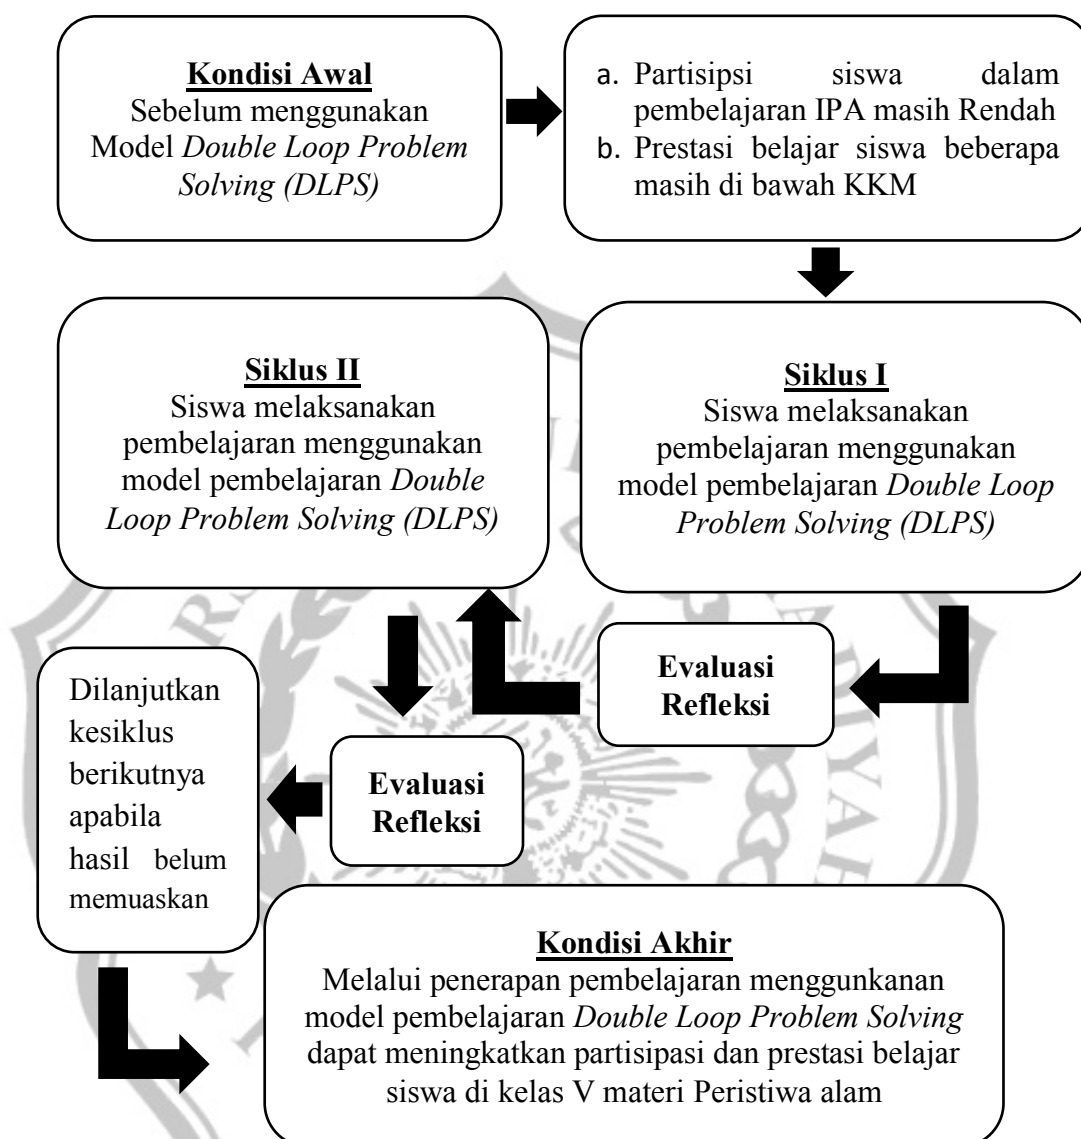 Kondisi Awal
Sebelum menggunakan
Model Double Loop Problem
Solving (DLPS)
a. Partisipsi siswa dalam
pembelajaran IPA masih Rendah
b. Prestasi belajar siswa beberapa
masih di bawah KKM
Siklus I
Siswa melaksanakan
pembelajaran menggunakan
model pembelajaran Double Loop
Problem Solving (DLPS)
Evaluasi
Refleksi
Siklus II
Siswa melaksanakan
pembelajaran menggunakan
model pembelajaran Double
Loop Problem Solving (DLPS)
Evaluasi
Refleksi
Dilanjutkan
kesiklus
berikutnya
apabila
hasil belum
memuaskan
Kondisi Akhir
Melalui penerapan pembelajaran menggunkanan
model pembelajaran Double Loop Problem Solving
dapat meningkatkan partisipasi dan prestasi belajar
siswa di kelas V materi Peristiwa alam